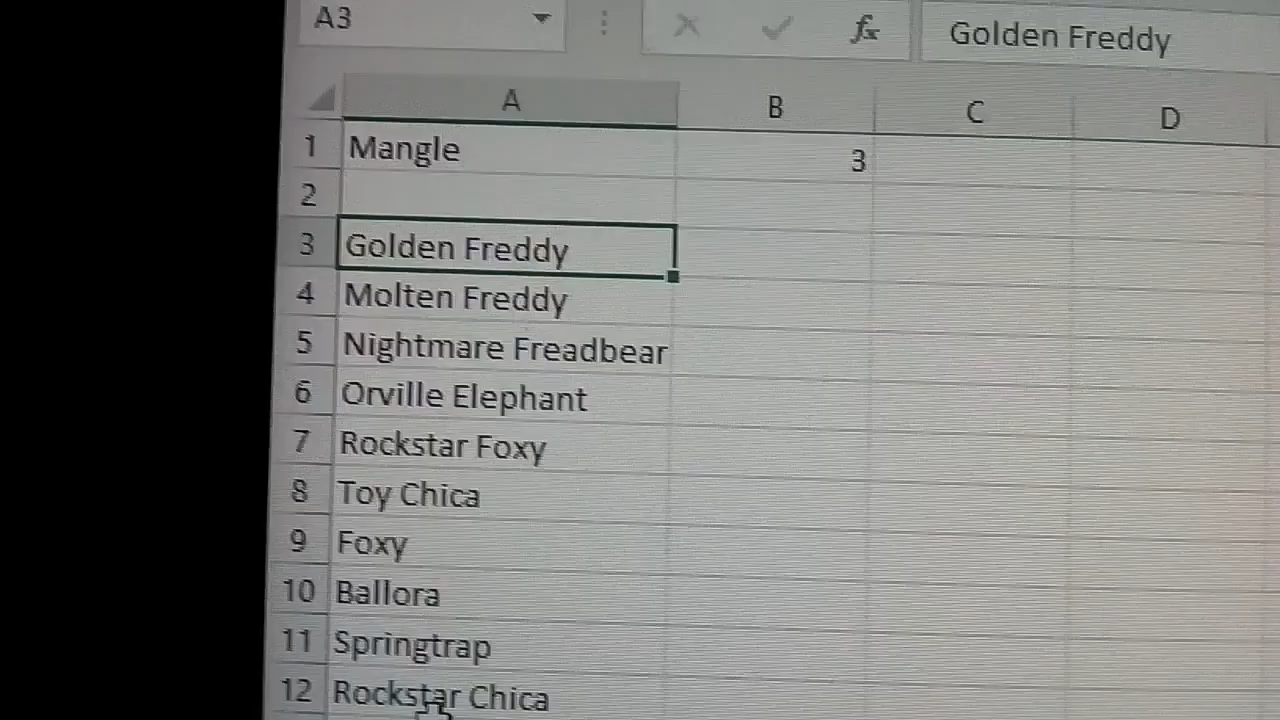 A3 fx Golden Freddy
A B C D
1 Mangle 3
2
3 Golden Freddy
4 Molten Freddy
5 Nightmare Freadbear
6 Orville Elephant
7 Rockstar Foxy
8 Toy Chica
9 Foxy
10 Ballora
11 Springtrap
12 Rockstar Chica